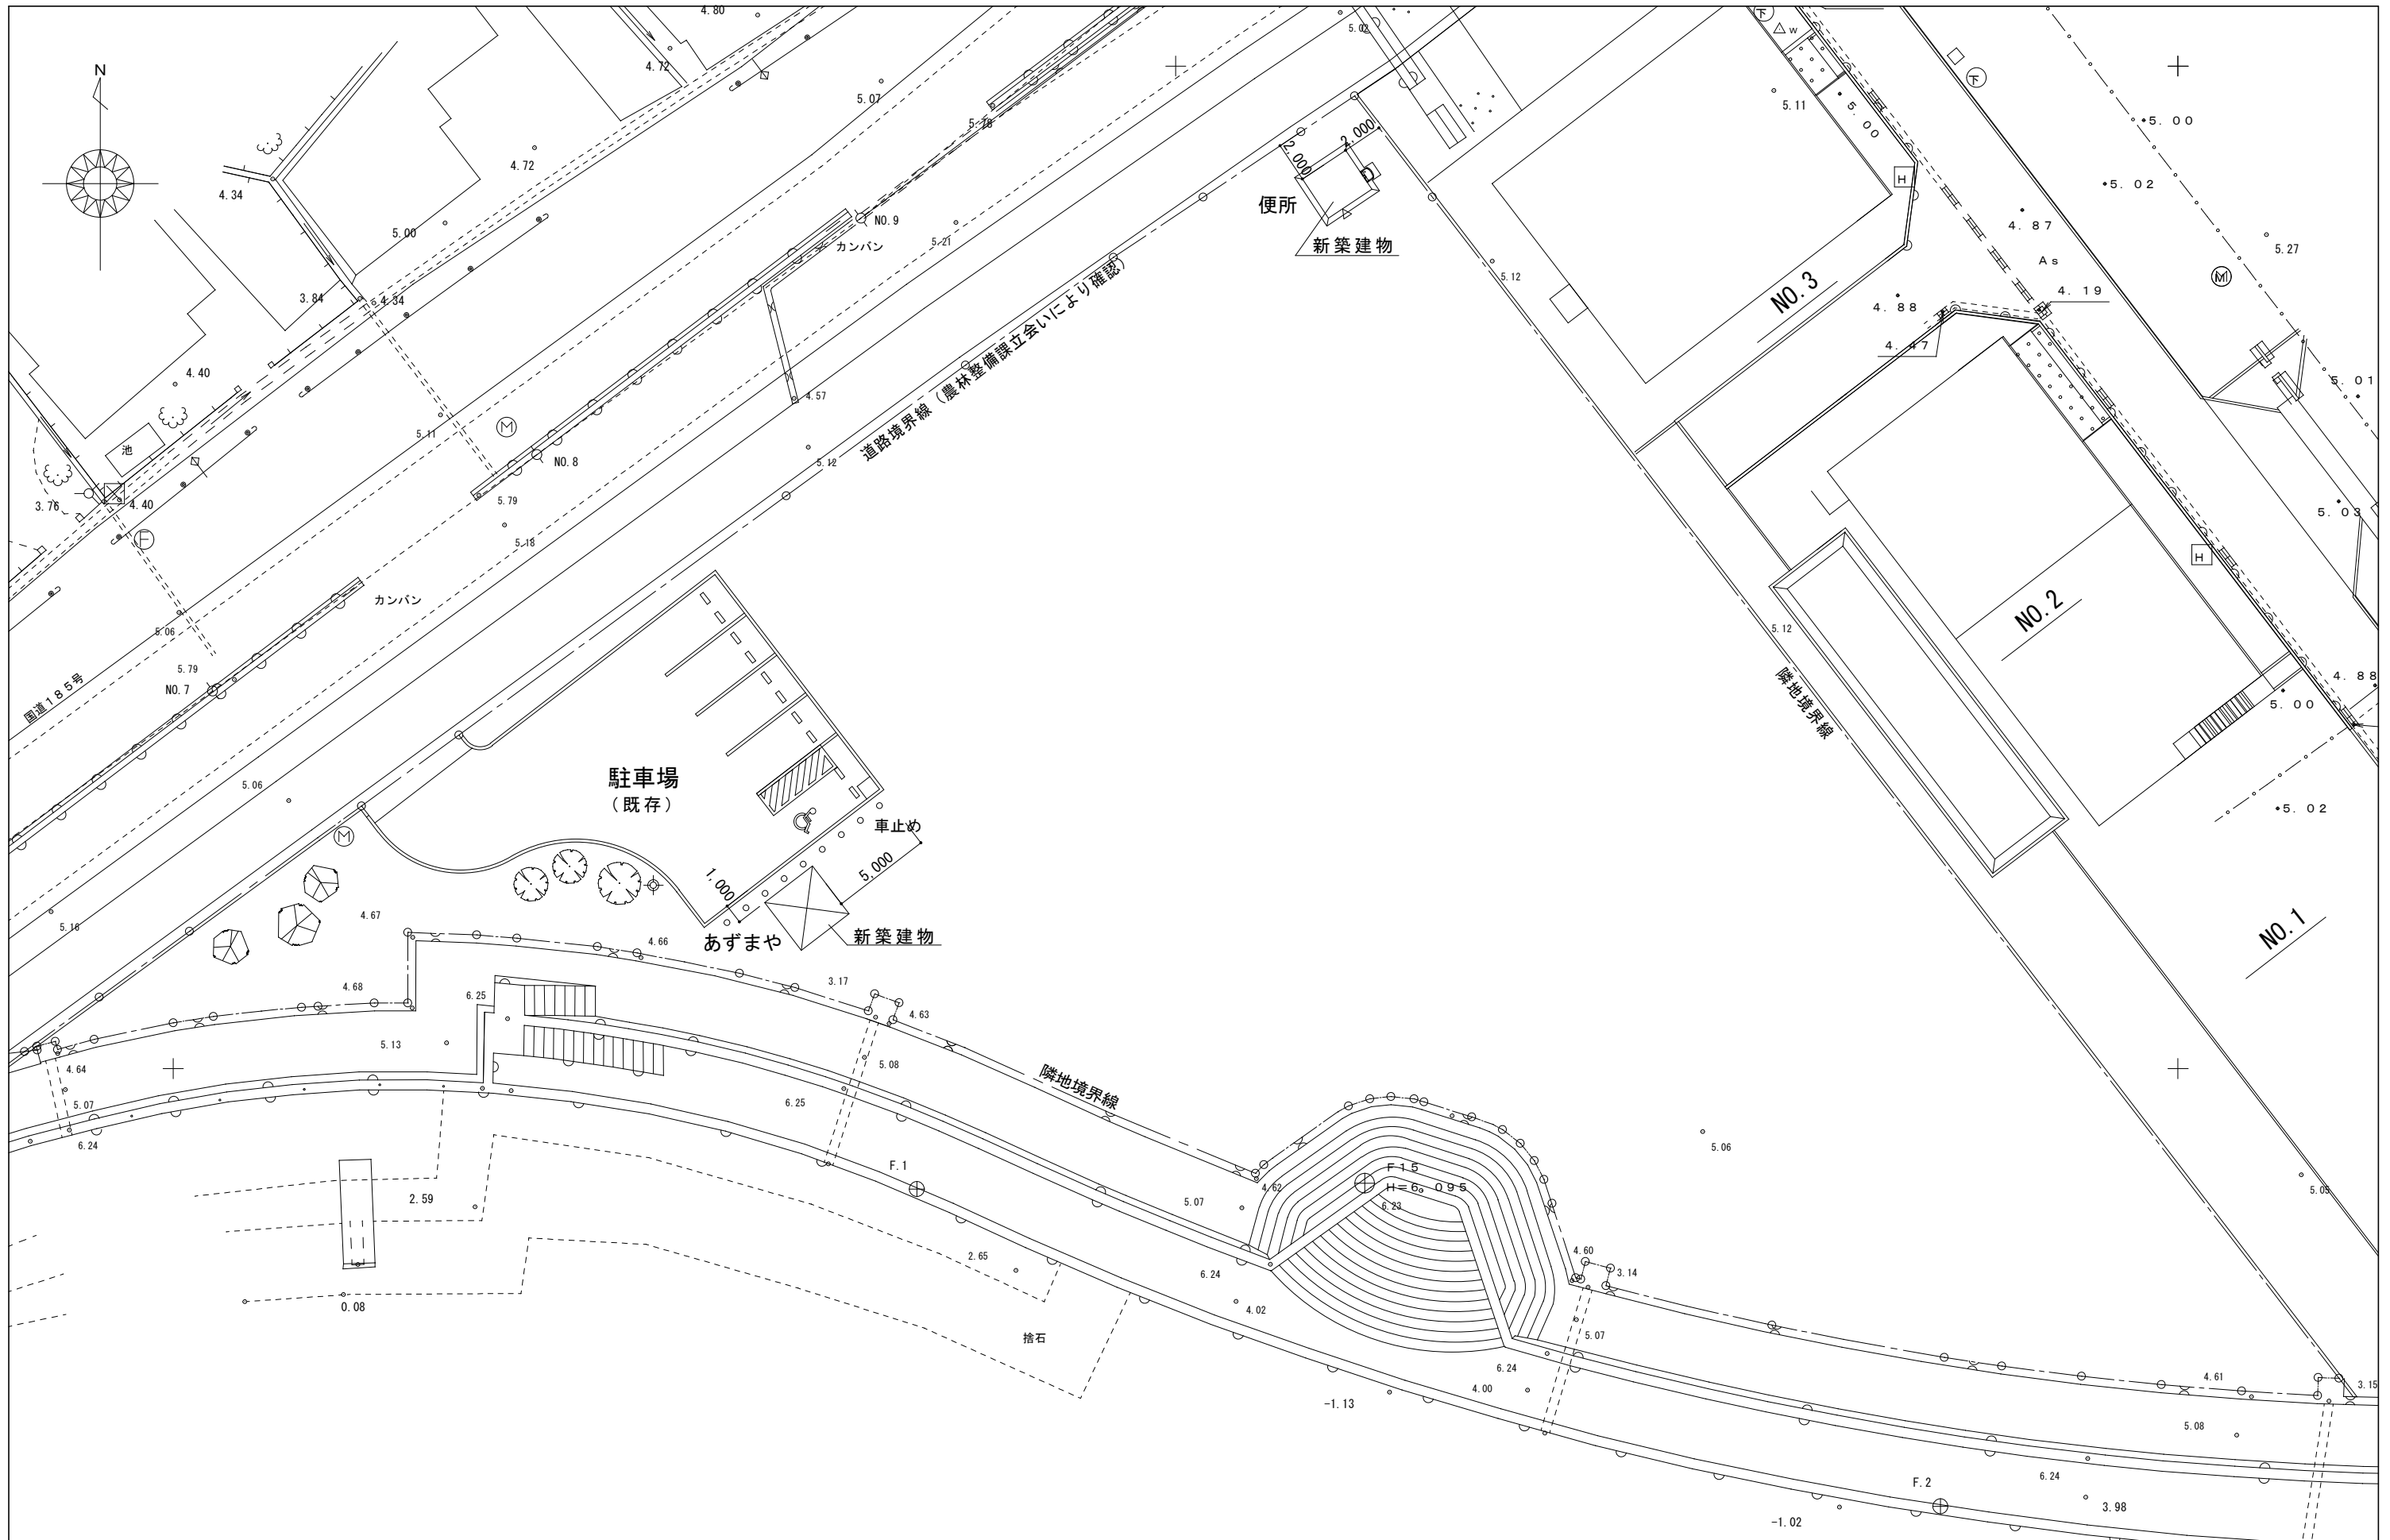 4.80
5.02
下
W
N
4.72
下
5.07
5.11
5.00
5.00
5.78
4.72
2,000
2,000
H
5.02
4.34
便所
NO.9
新築建物
4.87
5.27
5.00
5.21
カンバン
As
M
5.12
道路境界線（農林整備課立会いにより確認）
NO.3
4.19
3.84
4.34
4.88
4.47
4.40
5.01
4.57
M
5.11
池
NO.8
5.12
3.76
4.40
5.79
5.03
F
5.18
H
カンバン
NO.2
5.06
5.12
5.79
NO.7
国道185号
隣地境界線
4.88
5.00
駐車場
（既存）
5.06
5.02
M
車止め
5,000
1,000
4.67
5.16
あずまや
新築建物
NO.1
4.66
3.17
4.68
6.25
4.63
5.13
4.64
5.08
隣地境界線
5.07
6.25
6.24
5.06
F.1
F15
H=6.095
4.62
5.07
6.23
2.59
5.05
2.65
6.24
4.60
3.14
0.08
4.02
捨石
5.07
6.24
4.61
3.15
4.00
-1.13
5.08
6.24
F.2
3.98
-1.02